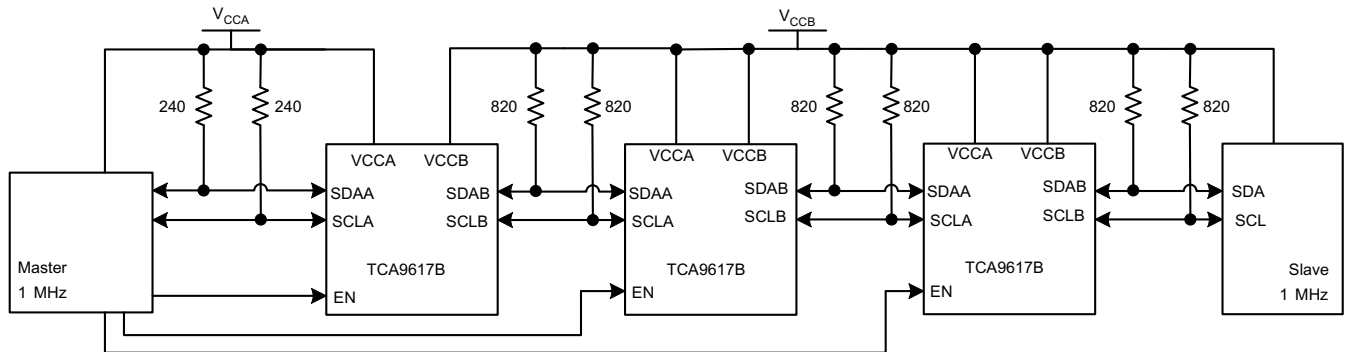 VCCA
VCCB
240
240
820
820
820
820
820
820
VCCA
VCCB
VCCA
VCCB
VCCA
VCCB
SDAA
SDAB
SDAA
SDAB
SDAA
SDAB
SDA
SCLA
SCLB
SCLA
SCLB
SCLA
SCLB
SCL
Master
1 MHz
TCA9617B
TCA9617B
TCA9617B
Slave
1 MHz
EN
EN
EN